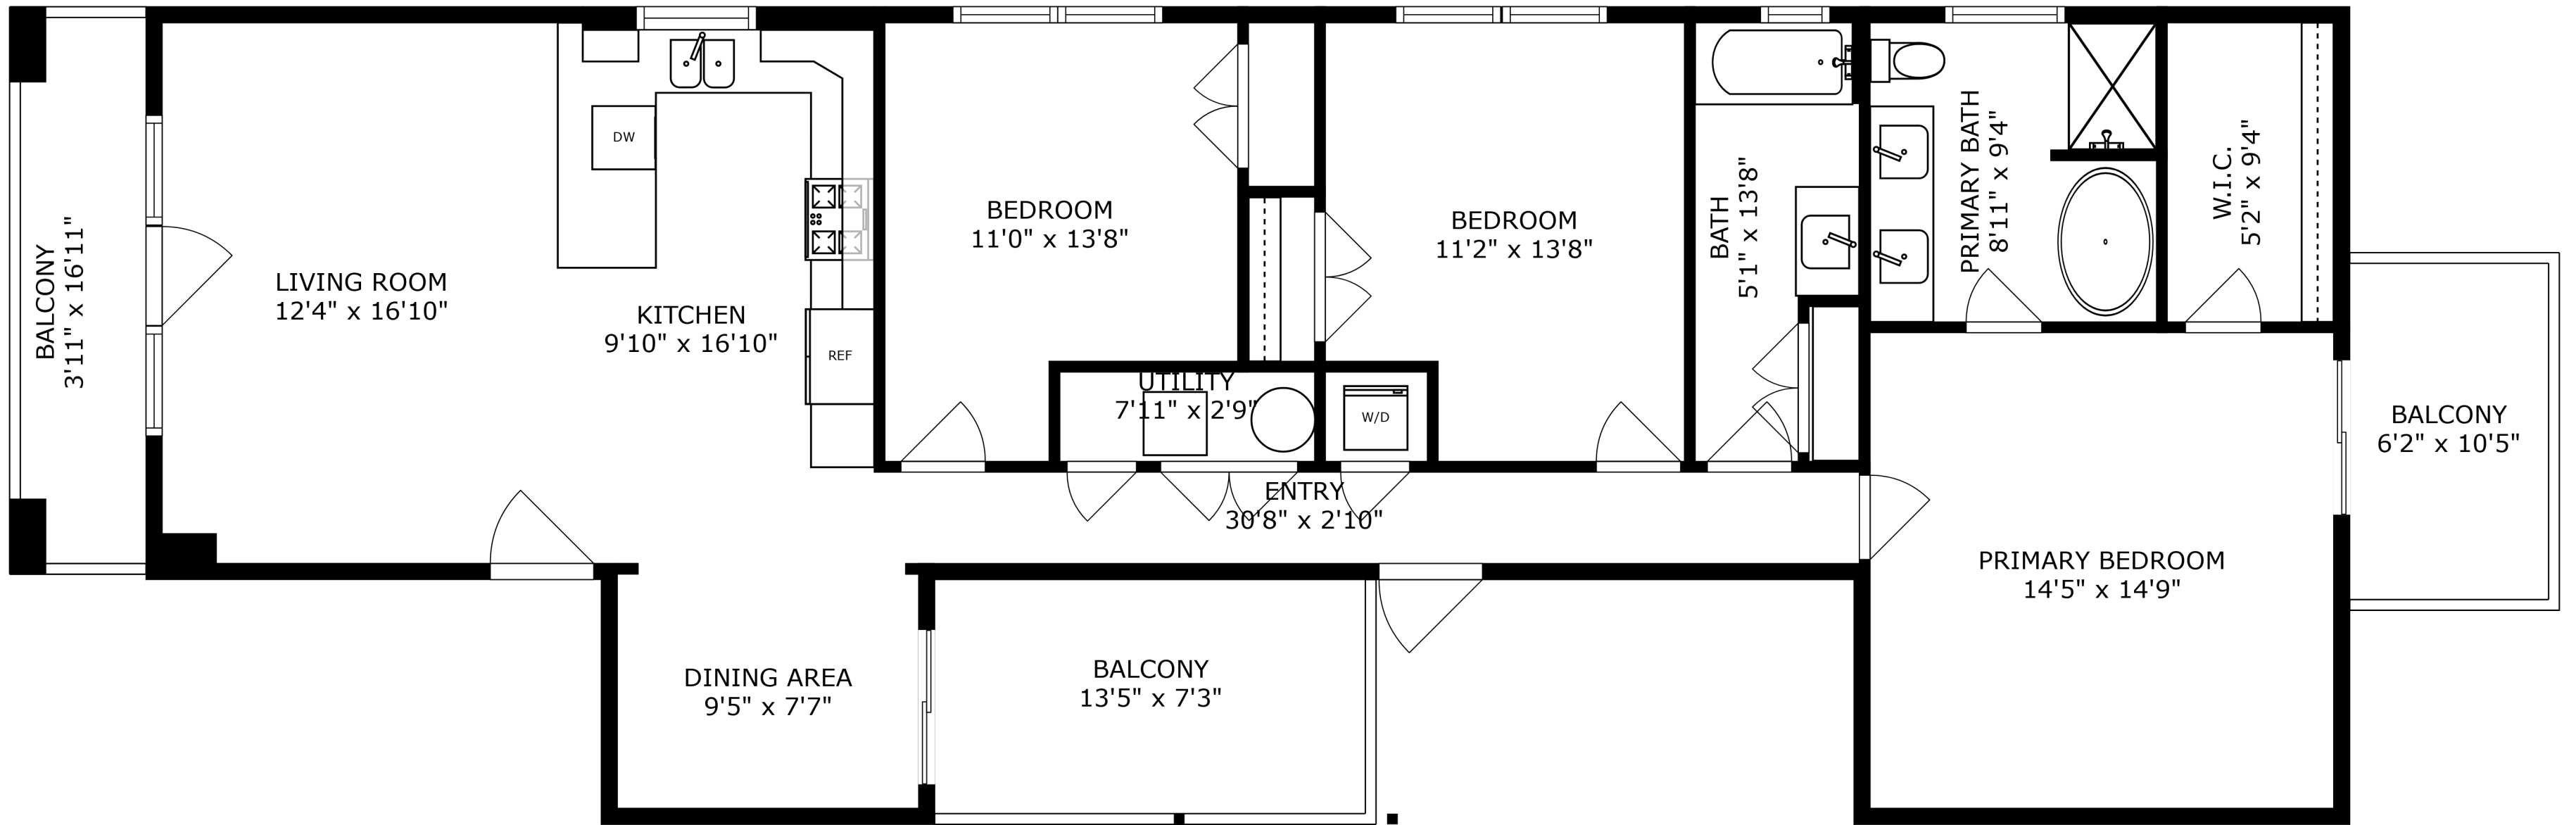 BALCONY
3'11" x 16'11"
LIVING ROOM
12'4" x 16'10"
DW
KITCHEN
9'10" x 16'10"
REF
BEDROOM
11'0" x 13'8"
UTILITY
7'11" x 2'9"
W/D
BEDROOM
11'2" x 13'8"
BATH
5'1" x 13'8"
PRIMARY BATH
8'11" x 9'4"
W.I.C.
5'2" x 9'4"
BALCONY
6'2" x 10'5"
ENTRY
30'8" x 2'10"
PRIMARY BEDROOM
14'5" x 14'9"
DINING AREA
9'5" x 7'7"
BALCONY
13'5" x 7'3"